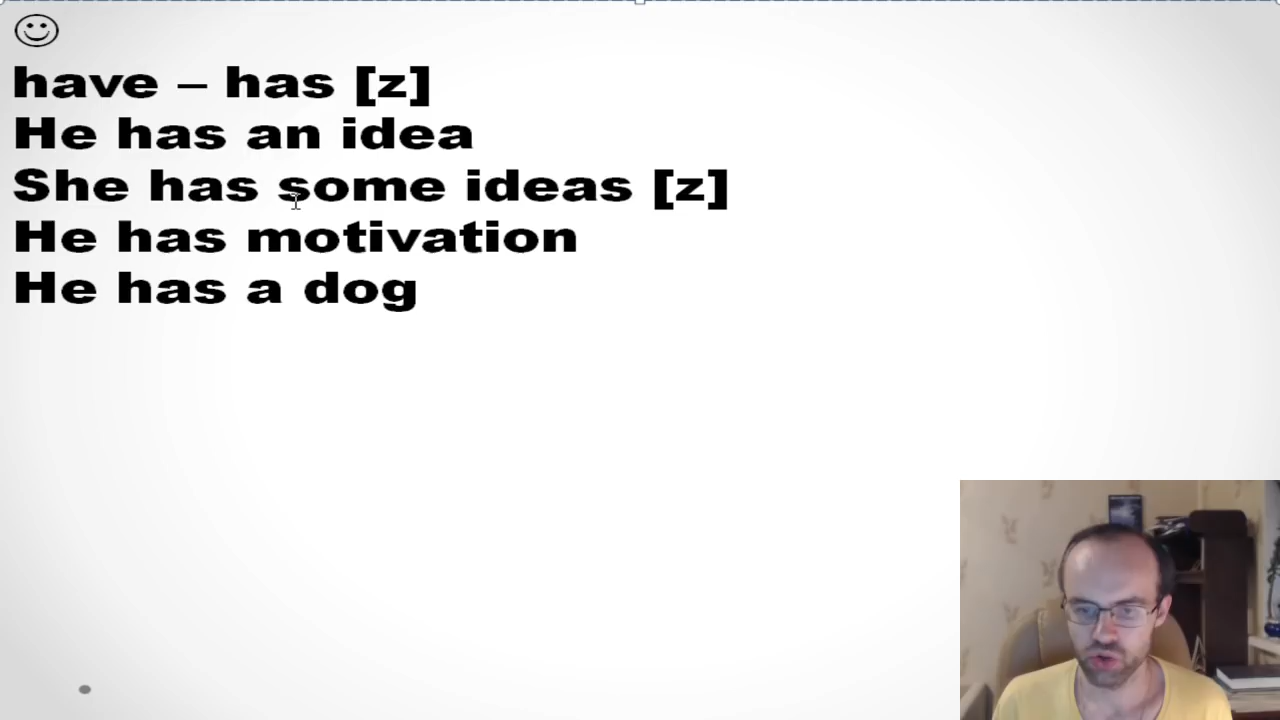 have – has [z]
He has an idea
She has some ideas [z]
He has motivation
He has a dog